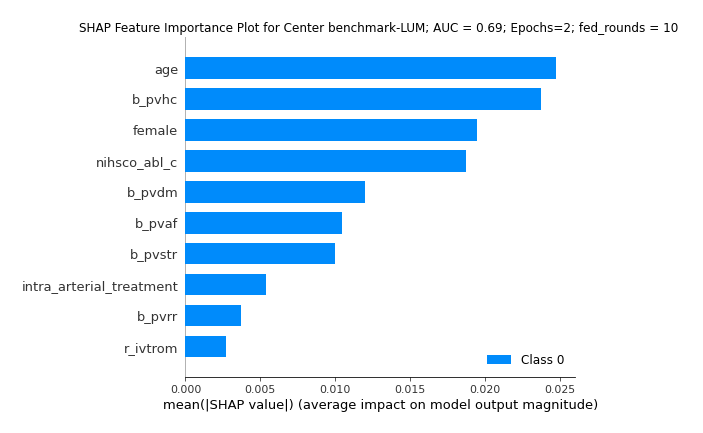 SHAP Feature Importance Plot for Center benchmark-LUM; AUC = 0.69; Epochs=2; fed_rounds = 10
age
b_pvhc
female
nihsco_abl_c
b_pvdm
b_pvaf
b_pvstr
intra_arterial_treatment
b_pvrr
r_ivtrom
Class 0
0.000 0.005 0.010 0.015 0.020 0.025
mean(|SHAP value|) (average impact on model output magnitude)